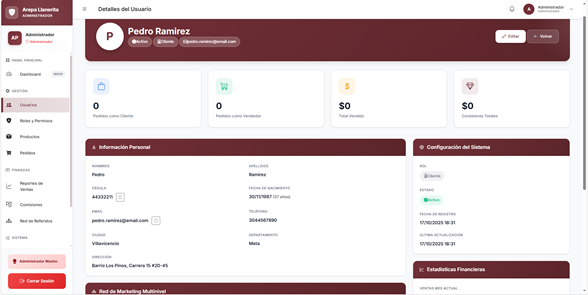 Arepa Llanerita
ADMINISTRADOR
AP
Administrador
Administrador
PANEL PRINCIPAL
Dashboard
INICIO
GESTIÓN
Usuarios
Roles y Permisos
Productos
Pedidos
FINANZAS
Reportes de Ventas
Comisiones
Red de Referidos
SISTEMA
Administrador Master
Cerrar Sesión
Detalles del Usuario
A
Administrador
Administrador
P
Pedro Ramirez
Activo
Cliente
pedro.ramirez@email.com
Editar
← Volver
0
Pedidos como Cliente
0
Pedidos como Vendedor
$0
Total Vendido
$0
Comisiones Totales
Información Personal
NOMBRES
Pedro
APELLIDOS
Ramirez
CÉDULA
44332211
FECHA DE NACIMIENTO
30/11/1987 (37 años)
EMAIL
pedro.ramirez@email.com
TELÉFONO
3044567890
CIUDAD
Villavicencio
DEPARTAMENTO
Meta
DIRECCIÓN
Barrio Los Pinos, Carrera 15 #20-45
Red de Marketing Multinivel
Configuración del Sistema
ROL
Cliente
ESTADO
Activo
FECHA DE REGISTRO
17/10/2025 18:31
ÚLTIMA ACTUALIZACIÓN
17/10/2025 18:31
Estadísticas Financieras
VENTAS MES ACTUAL